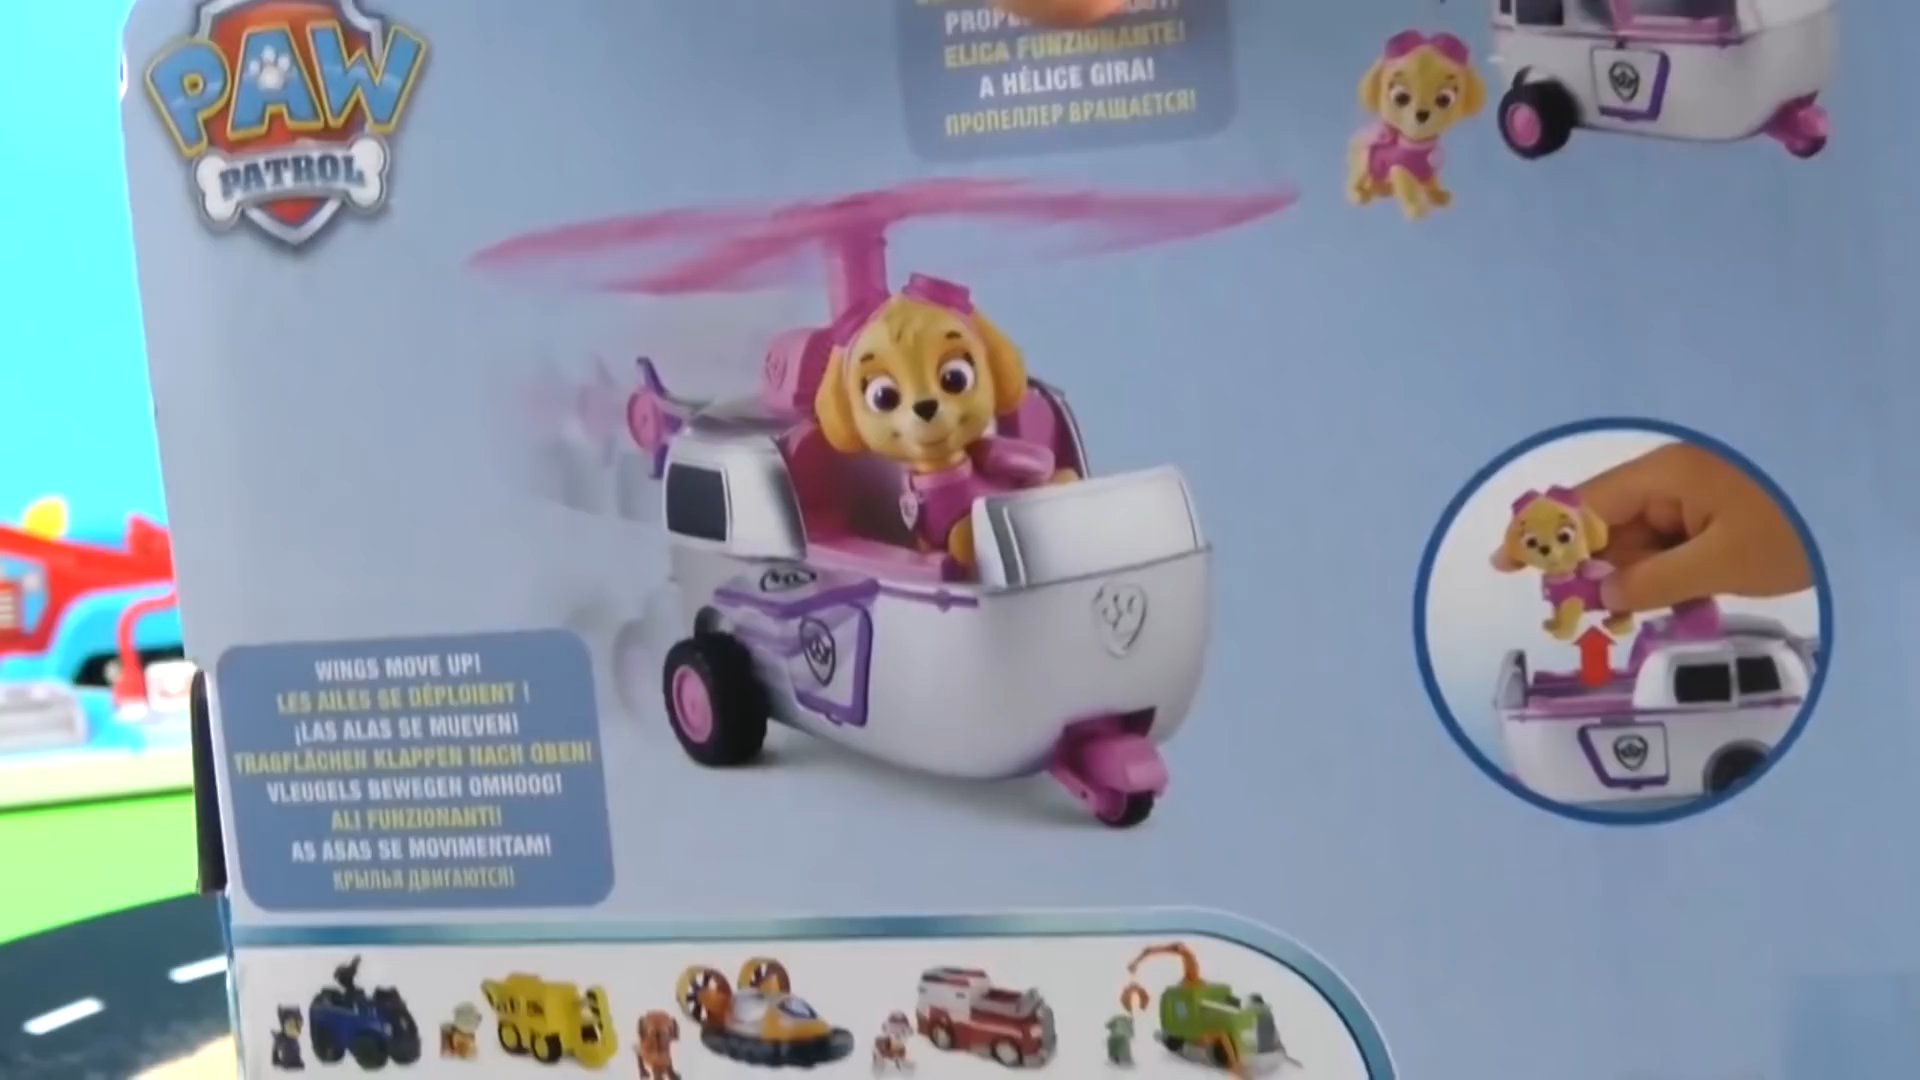 PAW
PATROL
ELICA FUNZIONANTE!
A HÉLICE GIRA!
ПРОПЕЛЛЕР ВРАЩАЕТСЯ!
WINGS MOVE UP!
LES AILES SE DÉPLOIENT !
¡LAS ALAS SE MUEVEN!
TRAGFLÄCHEN KLAPPEN NACH OBEN!
VLEUGELS BEWEGEN OMHOOG!
ALI FUNZIONANTI!
AS ASAS SE MOVIMENTAM!
КРЫЛЬЯ ДВИГАЮТСЯ!